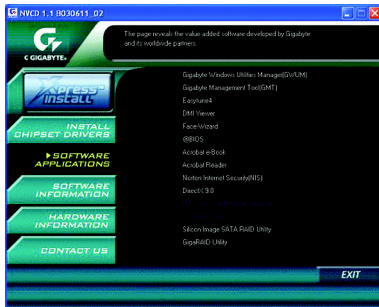 NVCD 1.1 B030611_02
The page reveals the value added software developed by Gigabyte
and its worldwide partners.
G
GIGABYTE
Xpress
INSTALL
INSTALL
CHIPSET DRIVERS
SOFTWARE
APPLICATIONS
SOFTWARE
INFORMATION
HARDWARE
INFORMATION
CONTACT US
Gigabyte Windows Utilities Manager(GWUM)
Gigabyte Management Tool(GMT)
Easytune4
DMI Viewer
Face-Wizard
@BIOS
Acrobat e-Book
Acrobat Reader
Norton Internet Security(NIS)
DirectX 9.0
Silicon Image SATA RAID Utility
GigaRAID Utility
EXIT